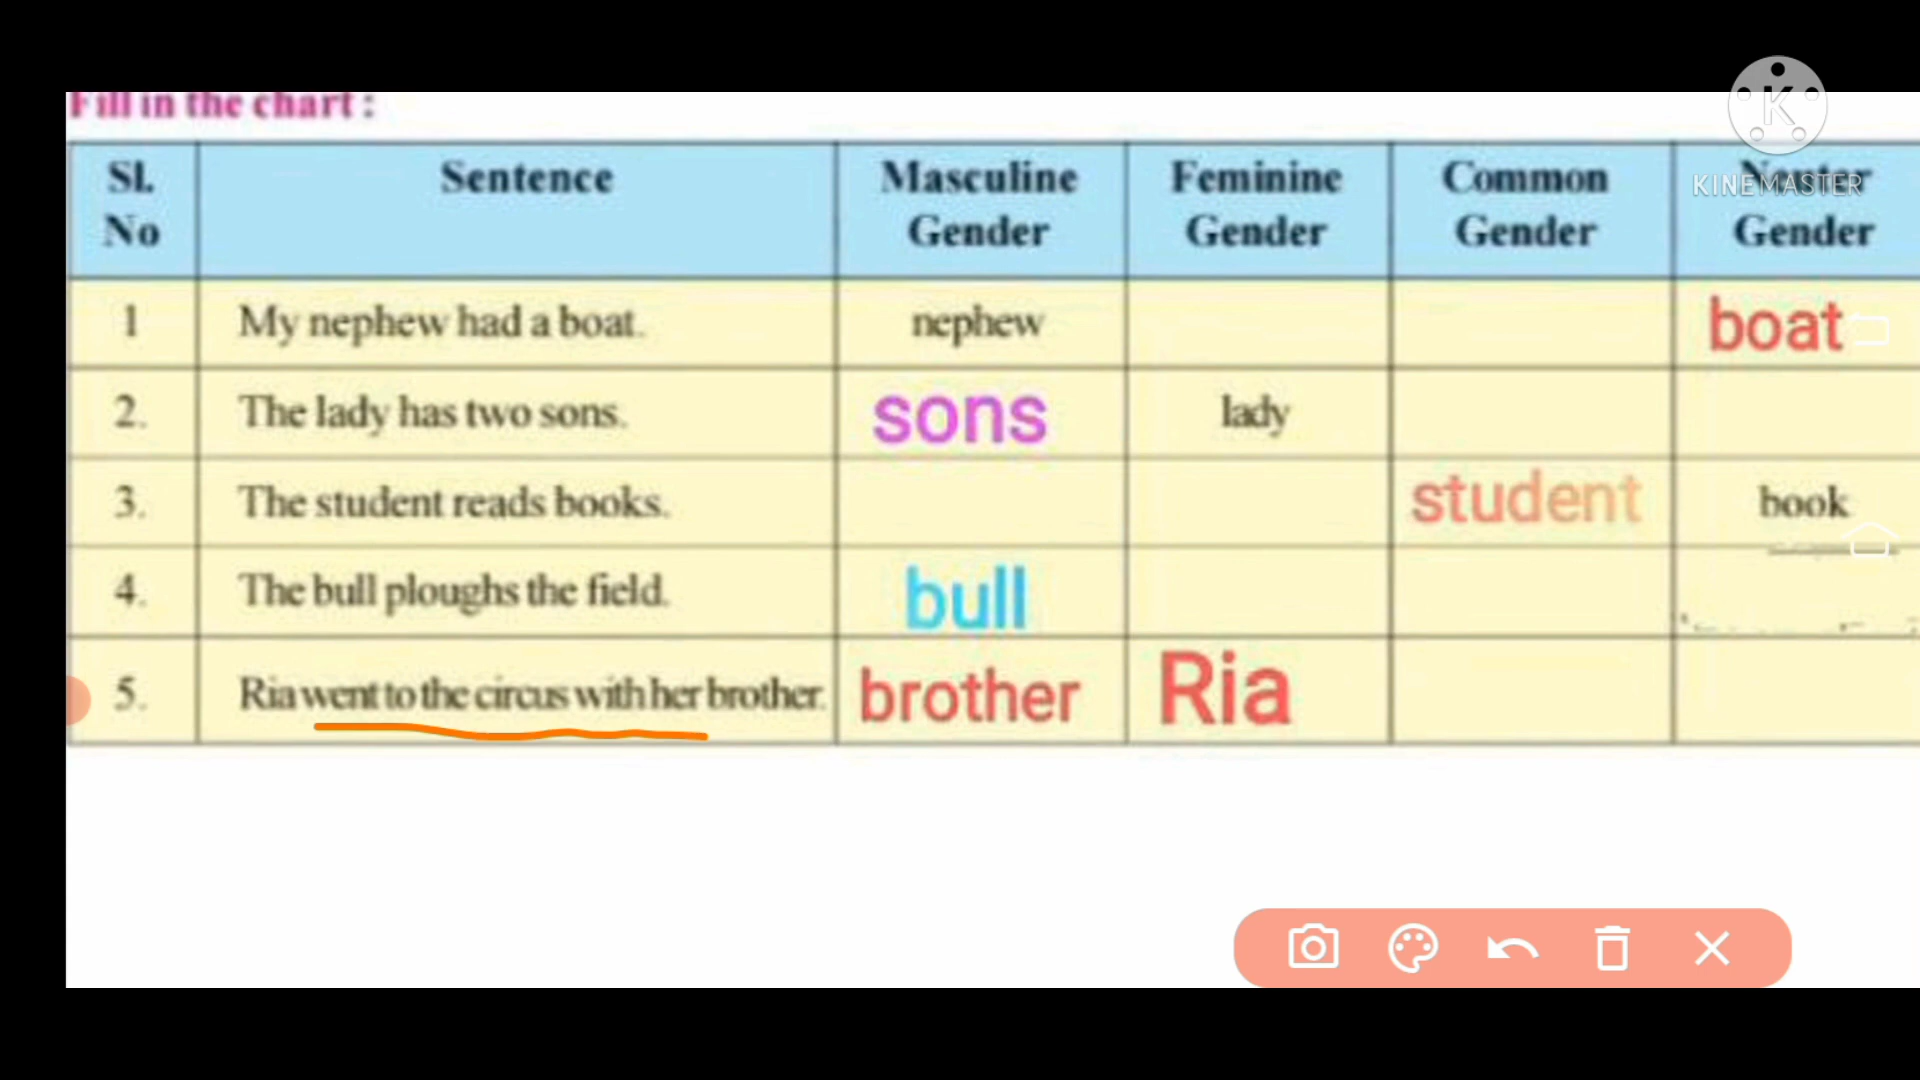 Fill in the chart :
Sl. No Sentence Masculine Gender Feminine Gender Common Gender Neuter Gender
KINEMASTER
1 My nephew had a boat. nephew boat
2. The lady has two sons. sons lady
3. The student reads books. student book
4. The bull ploughs the field. bull
5. Ria went to the circus with her brother. brother Ria